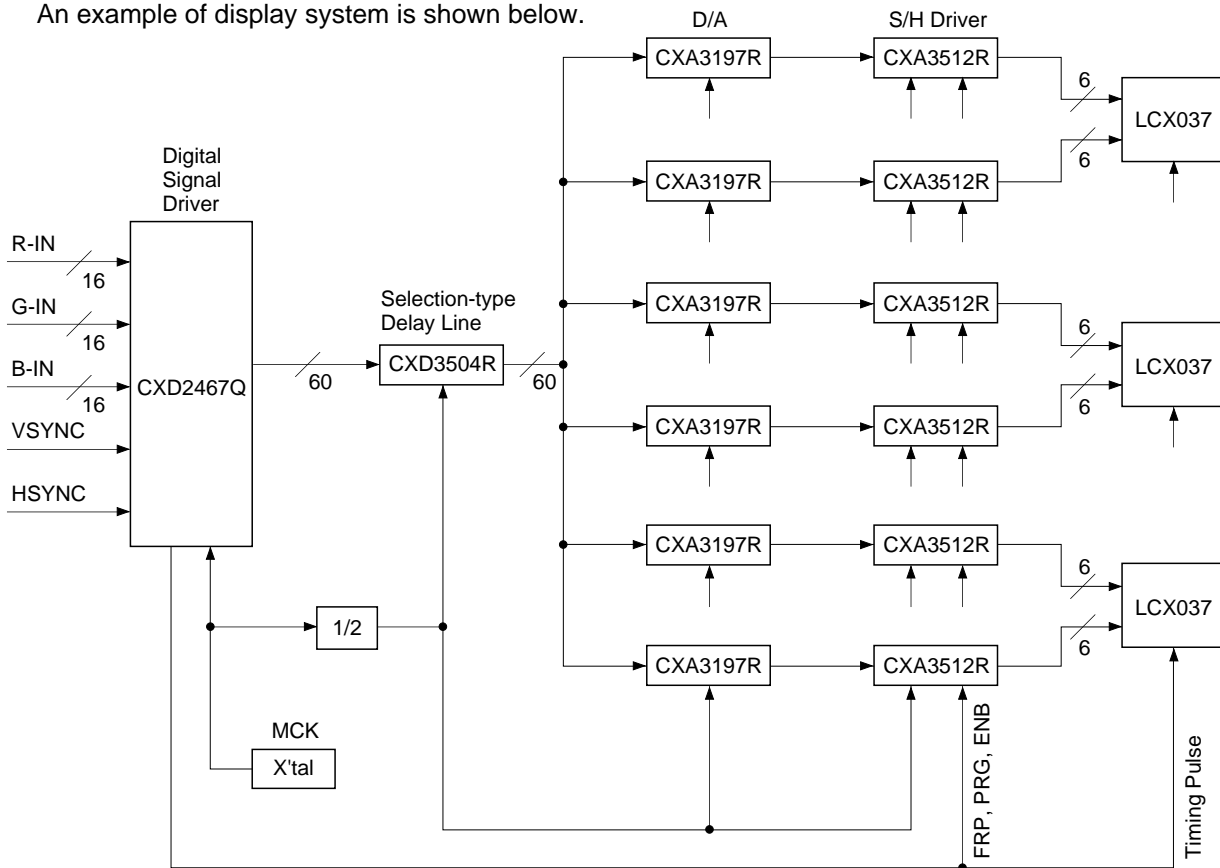 An example of display system is shown below.
D/A
S/H Driver
CXA3197R
CXA3512R
6
LCX037
6
CXA3197R
CXA3512R
Digital
Signal
Driver
R-IN
16
G-IN
16
B-IN
16
VSYNC
HSYNC
CXD2467Q
60
Selection-type
Delay Line
CXD3504R
60
CXA3197R
CXA3512R
6
LCX037
6
CXA3197R
CXA3512R
CXA3197R
CXA3512R
6
LCX037
6
CXA3197R
CXA3512R
1/2
MCK
X'tal
FRP, PRG, ENB
Timing Pulse